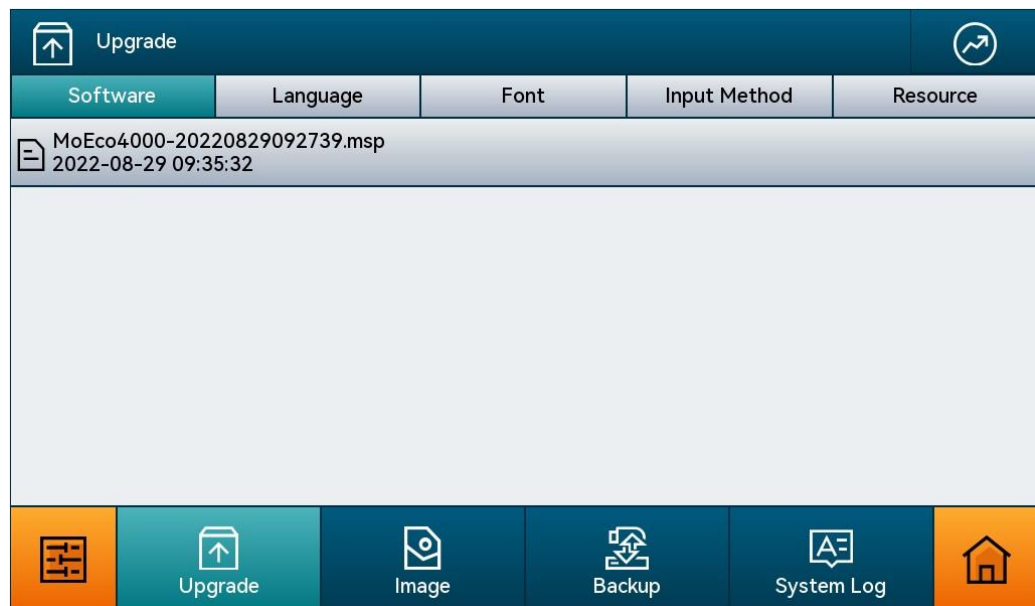 Upgrade
Software
Language
Font
Input Method
Resource
MoEco4000-20220829092739.msp
2022-08-29 09:35:32
Upgrade
Image
Backup
System Log